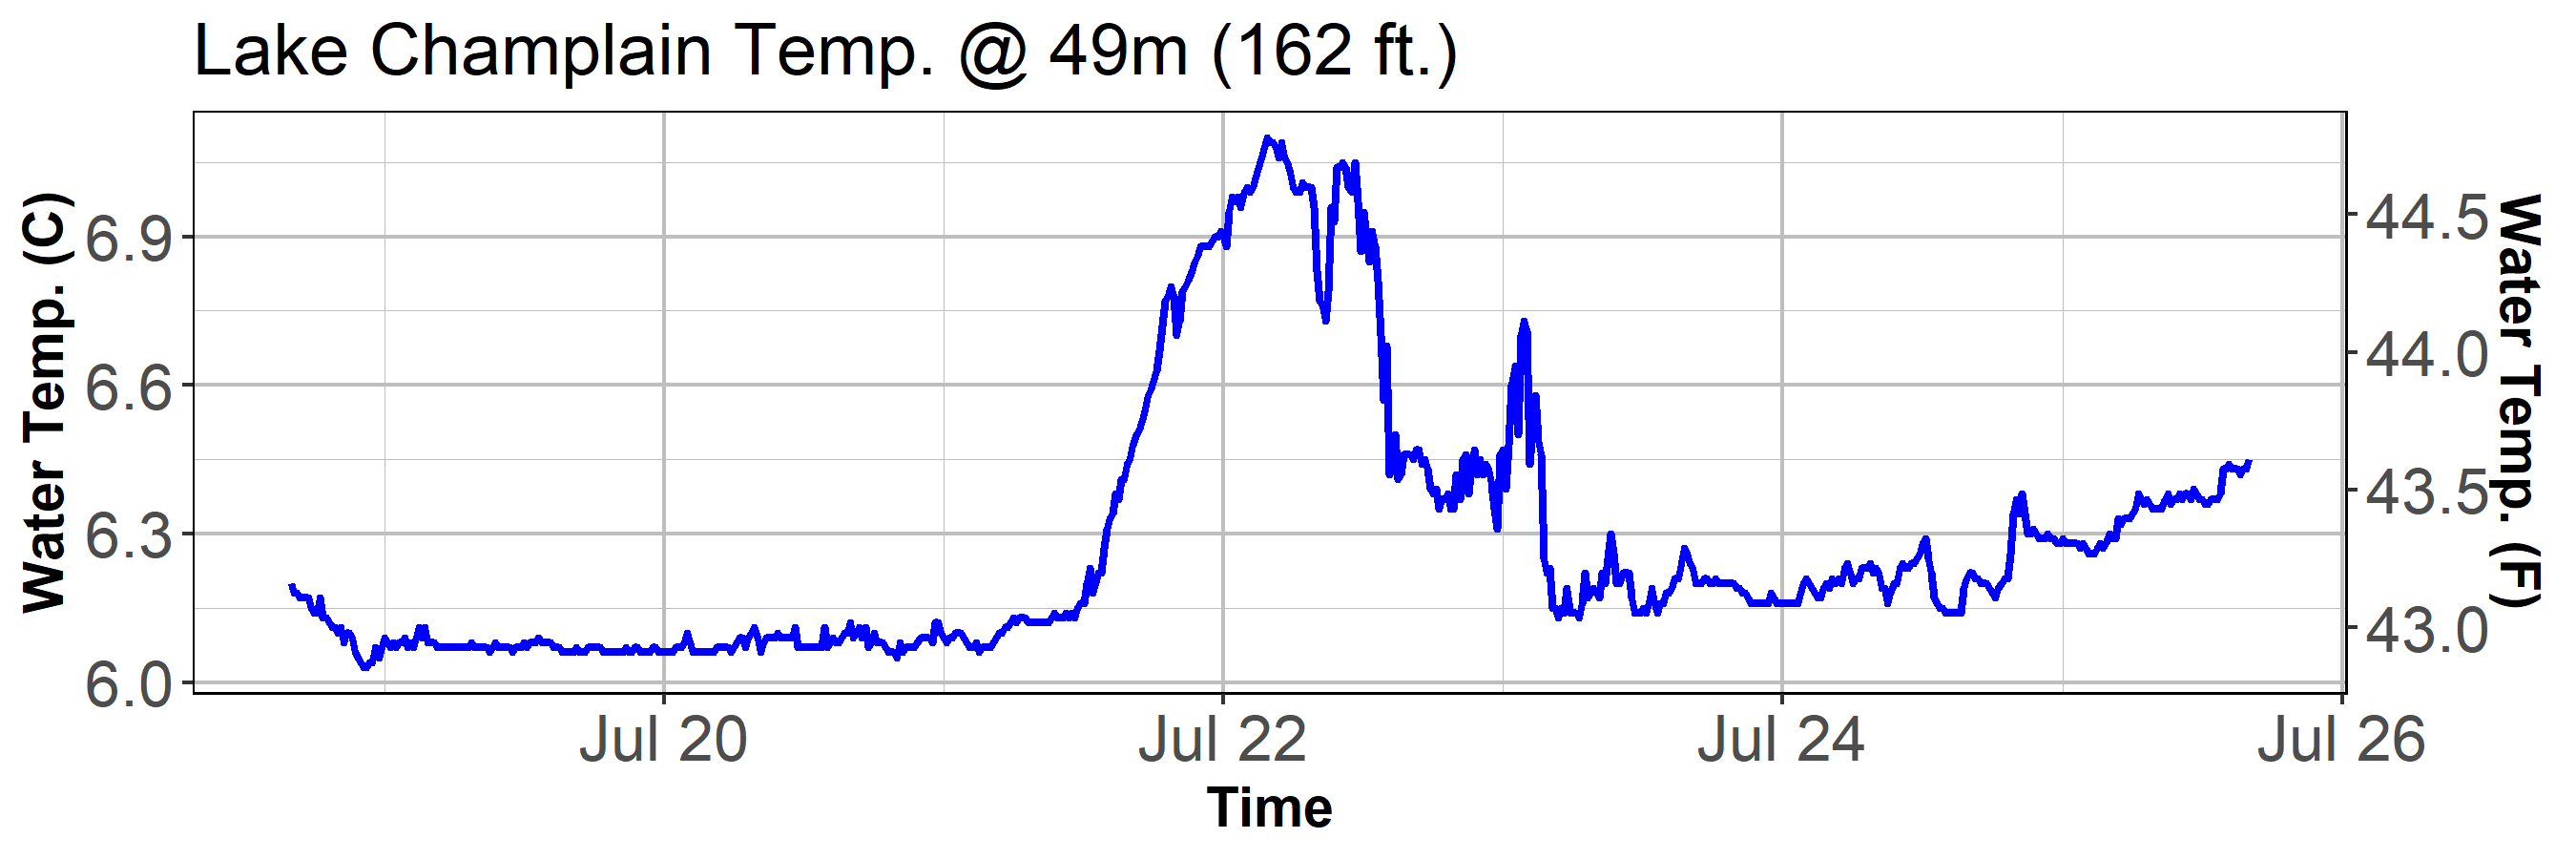 Lake Champlain Temp. @ 49m (162 ft.)
Water Temp. (C)
6.9
6.6
6.3
6.0
44.5
44.0
43.5
43.0
Water Temp. (F)
Jul 20 Jul 22 Jul 24 Jul 26
Time